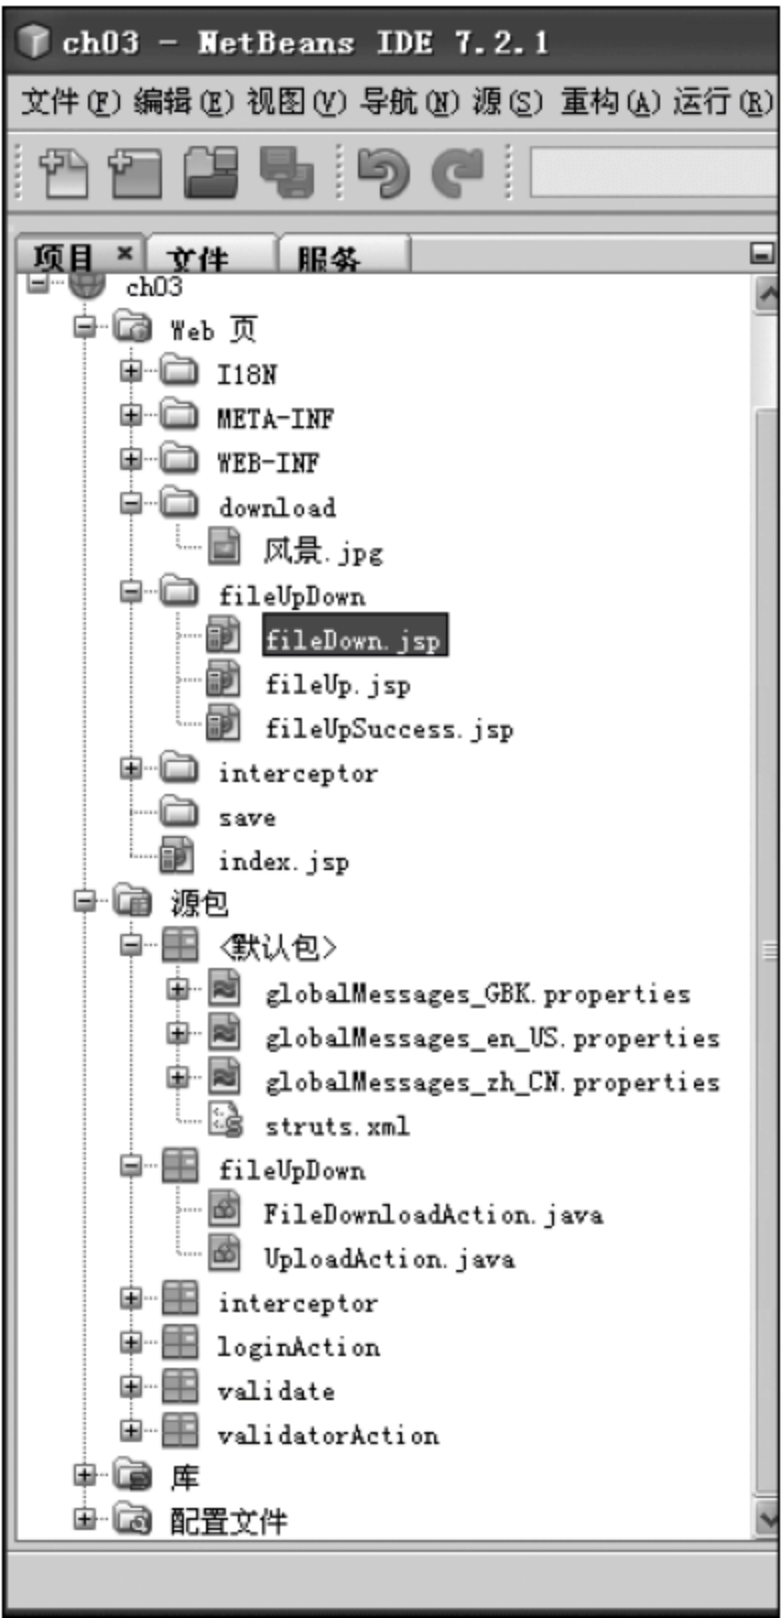 ch03 - NetBeans IDE 7.2.1
文件(F) 编辑(E) 视图(V) 导航(N) 源(S) 重构(A) 运行(R)
项目 × 文件 服务
ch03
Web 页
I18N
META-INF
WEB-INF
download
风景.jpg
fileUpDown
fileDown.jsp
fileUp.jsp
fileUpSuccess.jsp
interceptor
save
index.jsp
源包
<默认包>
globalMessages_GBK.properties
globalMessages_en_US.properties
globalMessages_zh_CN.properties
struts.xml
fileUpDown
FileDownloadAction.java
UploadAction.java
interceptor
loginAction
validate
validatorAction
库
配置文件